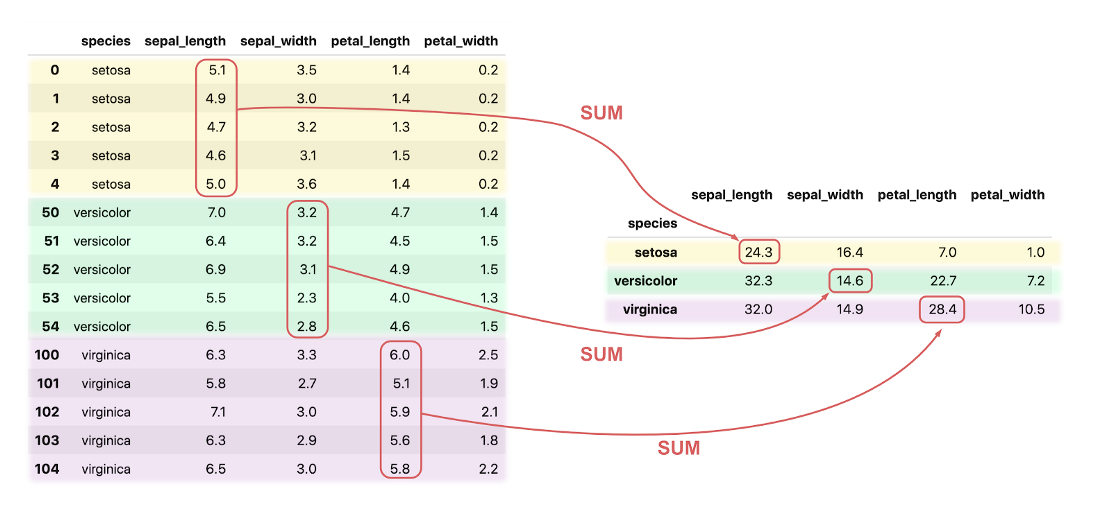 species sepal_length sepal_width petal_length petal_width
0 setosa 5.1 3.5 1.4 0.2
1 setosa 4.9 3.0 1.4 0.2
2 setosa 4.7 3.2 1.3 0.2
3 setosa 4.6 3.1 1.5 0.2
4 setosa 5.0 3.6 1.4 0.2
50 versicolor 7.0 3.2 4.7 1.4
51 versicolor 6.4 3.2 4.5 1.5
52 versicolor 6.9 3.1 4.9 1.5
53 versicolor 5.5 2.3 4.0 1.3
54 versicolor 6.5 2.8 4.6 1.5
100 virginica 6.3 3.3 6.0 2.5
101 virginica 5.8 2.7 5.1 1.9
102 virginica 7.1 3.0 5.9 2.1
103 virginica 6.3 2.9 5.6 1.8
104 virginica 6.5 3.0 5.8 2.2
SUM
SUM
SUM
sepal_length sepal_width petal_length petal_width
species
setosa 24.3 16.4 7.0 1.0
versicolor 32.3 14.6 22.7 7.2
virginica 32.0 14.9 28.4 10.5